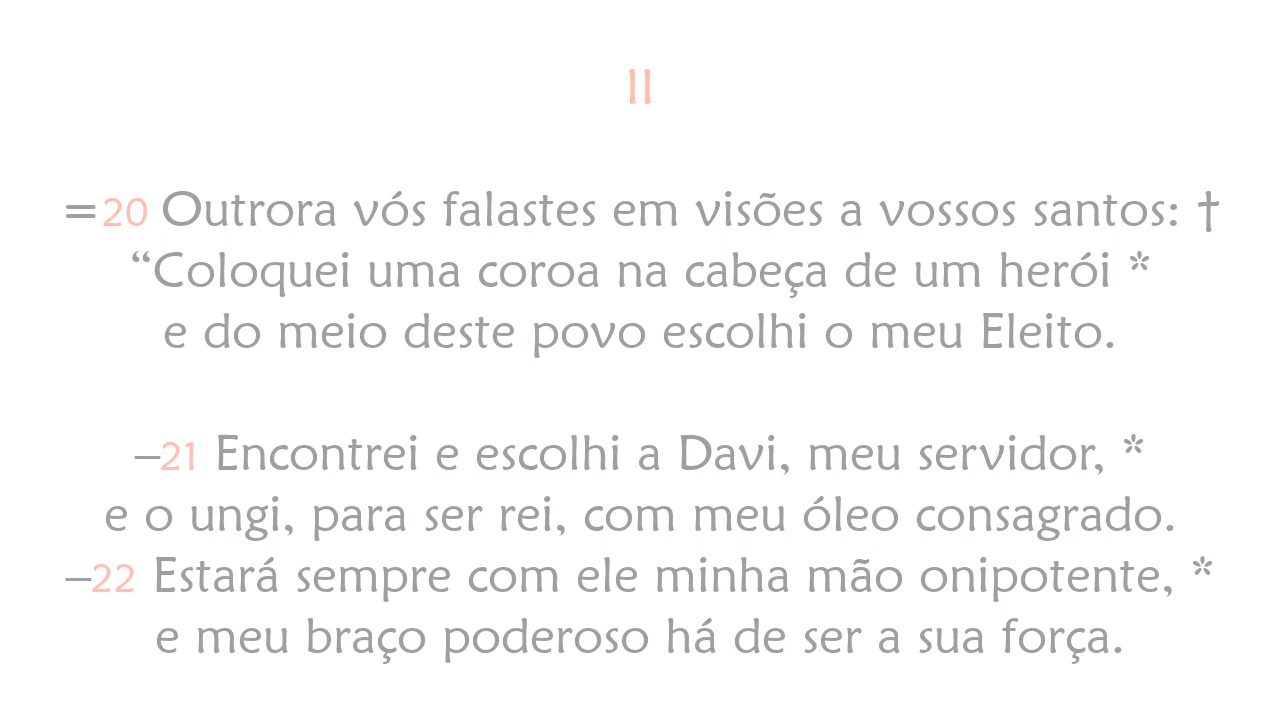 II
=20 Outrora vós falastes em visões a vossos santos: †
“Coloquei uma coroa na cabeça de um herói *
e do meio deste povo escolhi o meu Eleito.
–21 Encontrei e escolhi a Davi, meu servidor, *
e o ungi, para ser rei, com meu óleo consagrado.
–22 Estará sempre com ele minha mão onipotente, *
e meu braço poderoso há de ser a sua força.